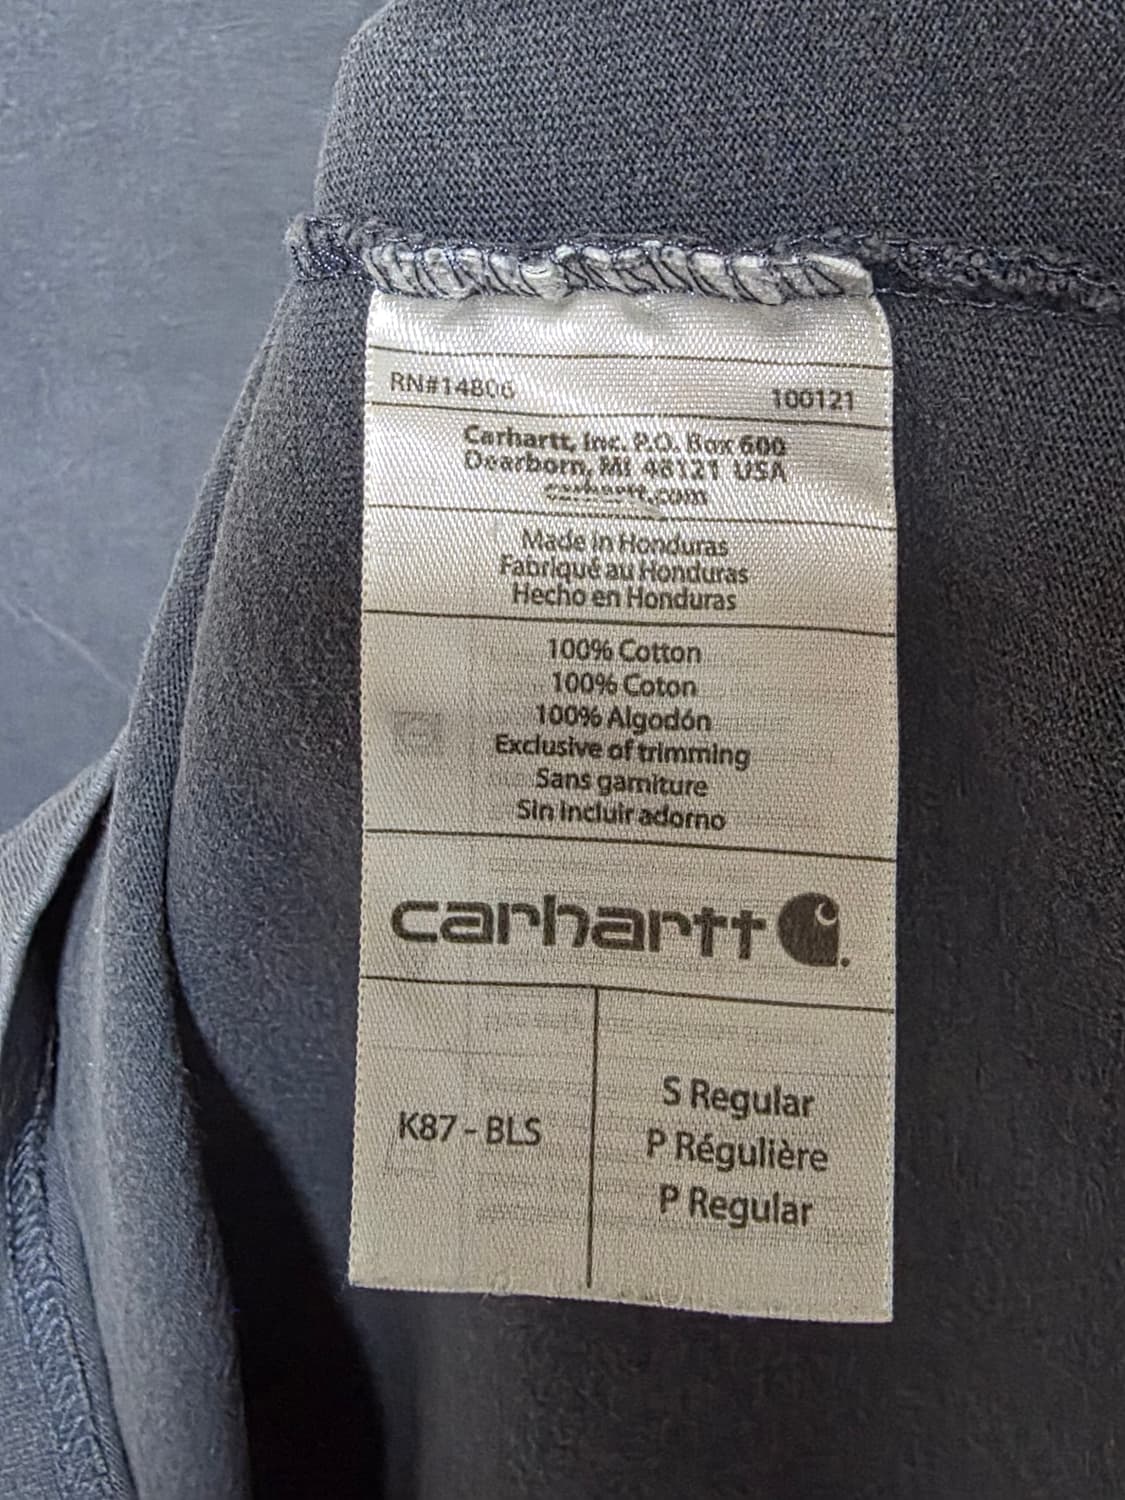 RN#14806 100121
Carhartt, Inc. P.O. Box 600
Dearborn, MI 48121 USA
carhartt.com
Made in Honduras
Fabriqué au Honduras
Hecho en Honduras
100% Cotton
100% Coton
100% Algodón
Exclusive of trimming
Sans garniture
Sin incluir adorno
carhartt
K87 - BLS
S Regular
P Régulière
P Regular